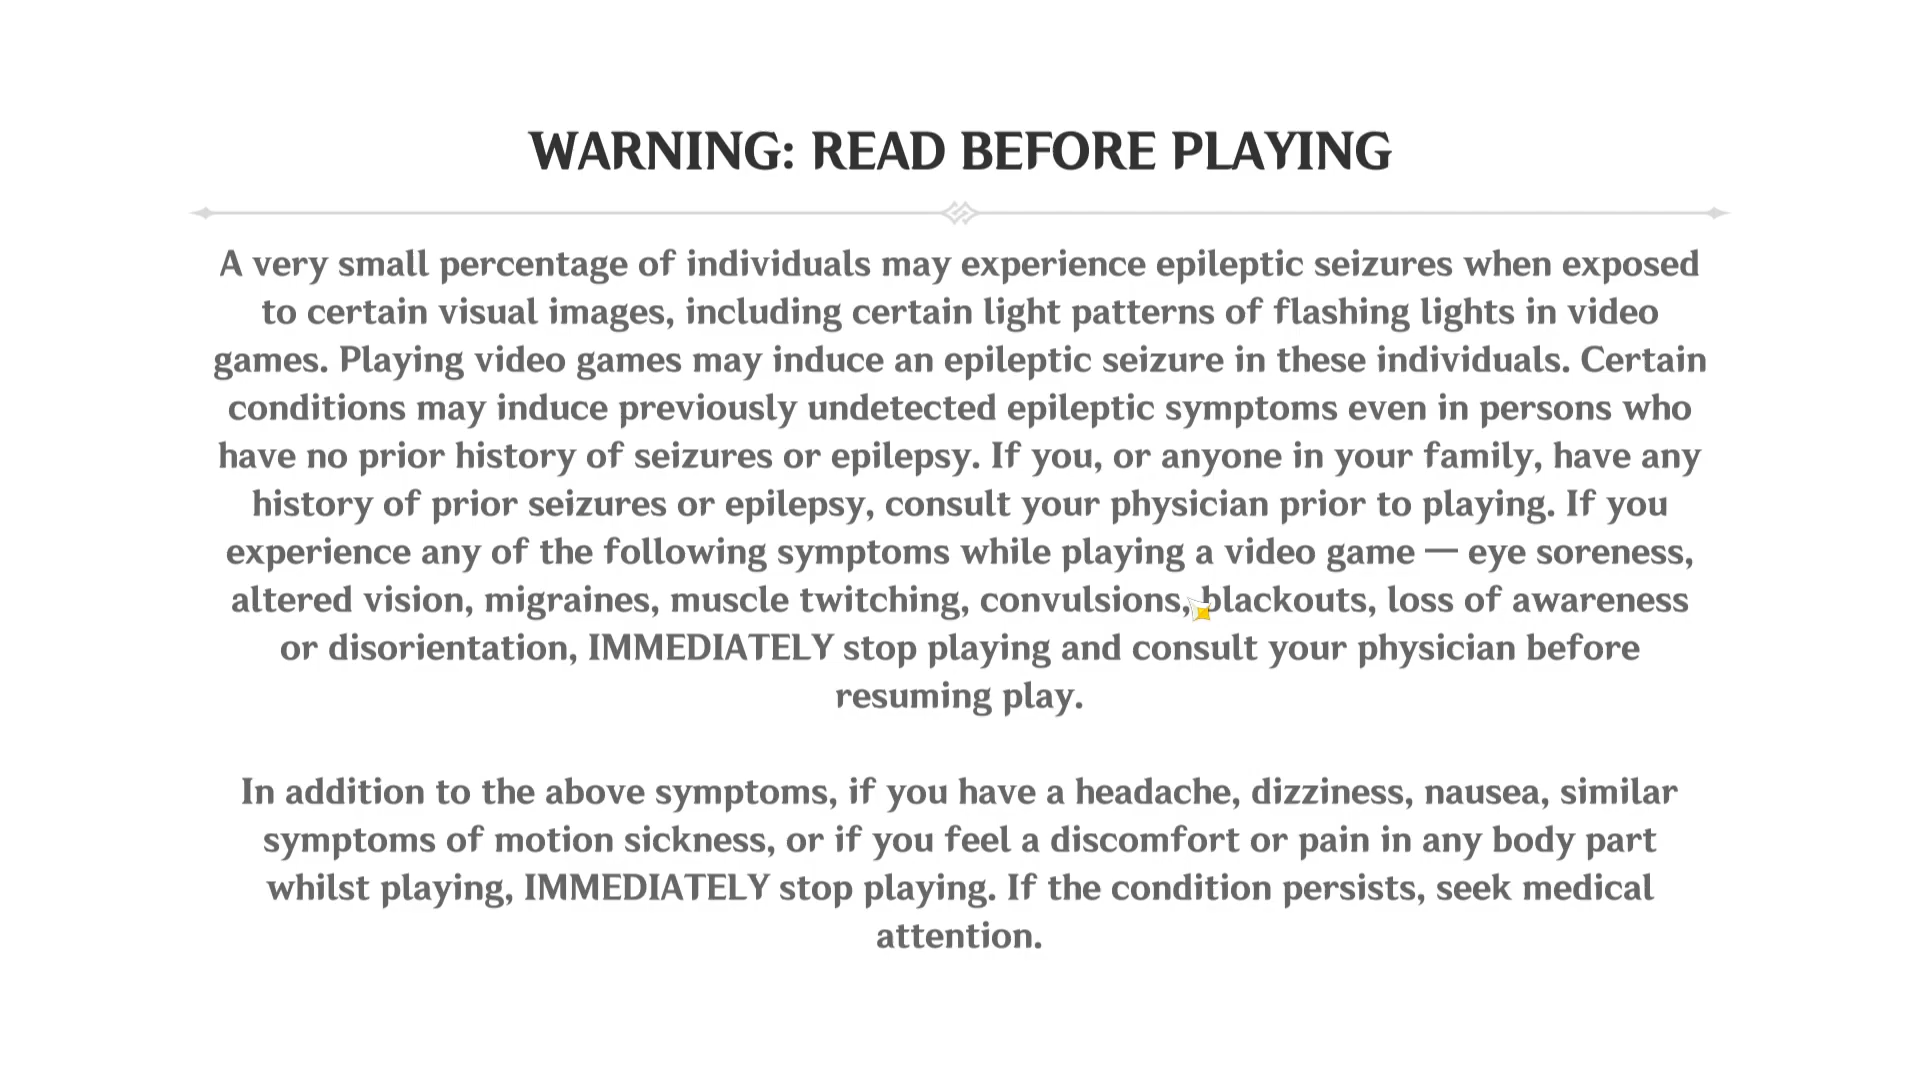 WARNING: READ BEFORE PLAYING
A very small percentage of individuals may experience epileptic seizures when exposed
to certain visual images, including certain light patterns of flashing lights in video
games. Playing video games may induce an epileptic seizure in these individuals. Certain
conditions may induce previously undetected epileptic symptoms even in persons who
have no prior history of seizures or epilepsy. If you, or anyone in your family, have any
history of prior seizures or epilepsy, consult your physician prior to playing. If you
experience any of the following symptoms while playing a video game — eye soreness,
altered vision, migraines, muscle twitching, convulsions, blackouts, loss of awareness
or disorientation, IMMEDIATELY stop playing and consult your physician before
resuming play.
In addition to the above symptoms, if you have a headache, dizziness, nausea, similar
symptoms of motion sickness, or if you feel a discomfort or pain in any body part
whilst playing, IMMEDIATELY stop playing. If the condition persists, seek medical
attention.